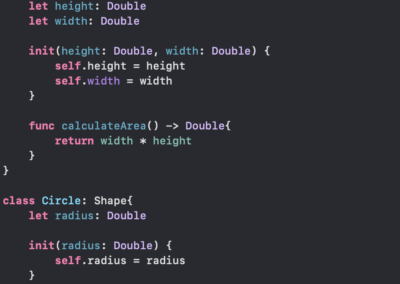 let height: Double
let width: Double
init(height: Double, width: Double) {
self.height = height
self.width = width
}
func calculateArea() -> Double{
return width * height
}
}
class Circle: Shape{
let radius: Double
init(radius: Double) {
self.radius = radius
}